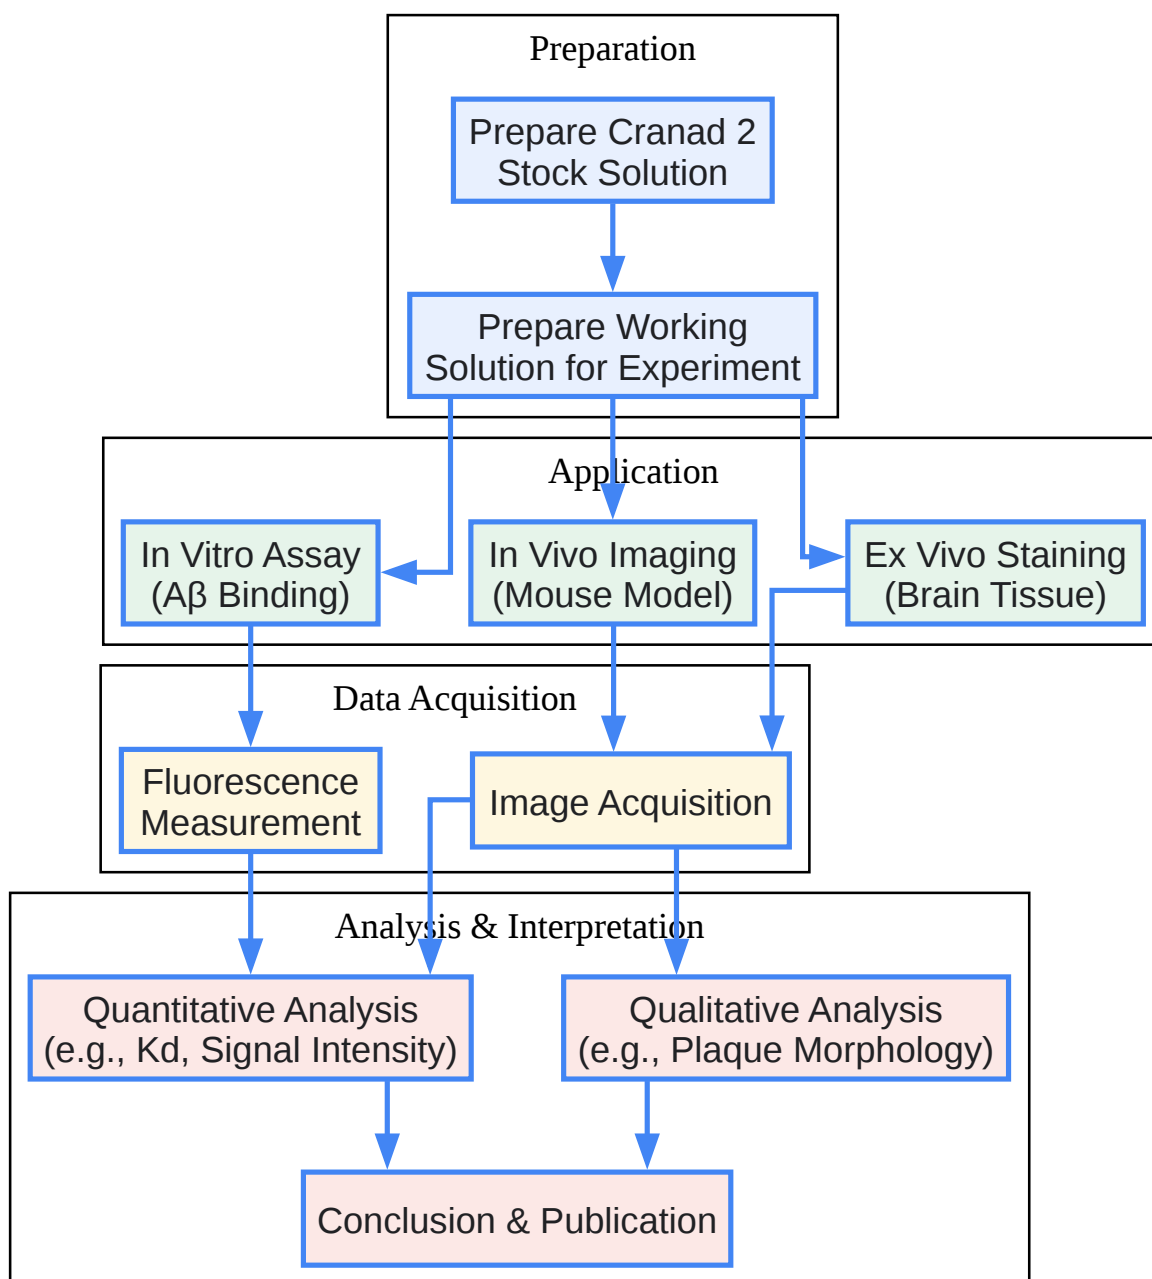 Preparation
Prepare Cranad 2
Stock Solution
Prepare Working
Solution for Experiment
Application
In Vitro Assay
(Aβ Binding)
In Vivo Imaging
(Mouse Model)
Ex Vivo Staining
(Brain Tissue)
Data Acquisition
Fluorescence
Measurement
Image Acquisition
Analysis & Interpretation
Quantitative Analysis
(e.g., Kd, Signal Intensity)
Qualitative Analysis
(e.g., Plaque Morphology)
Conclusion & Publication